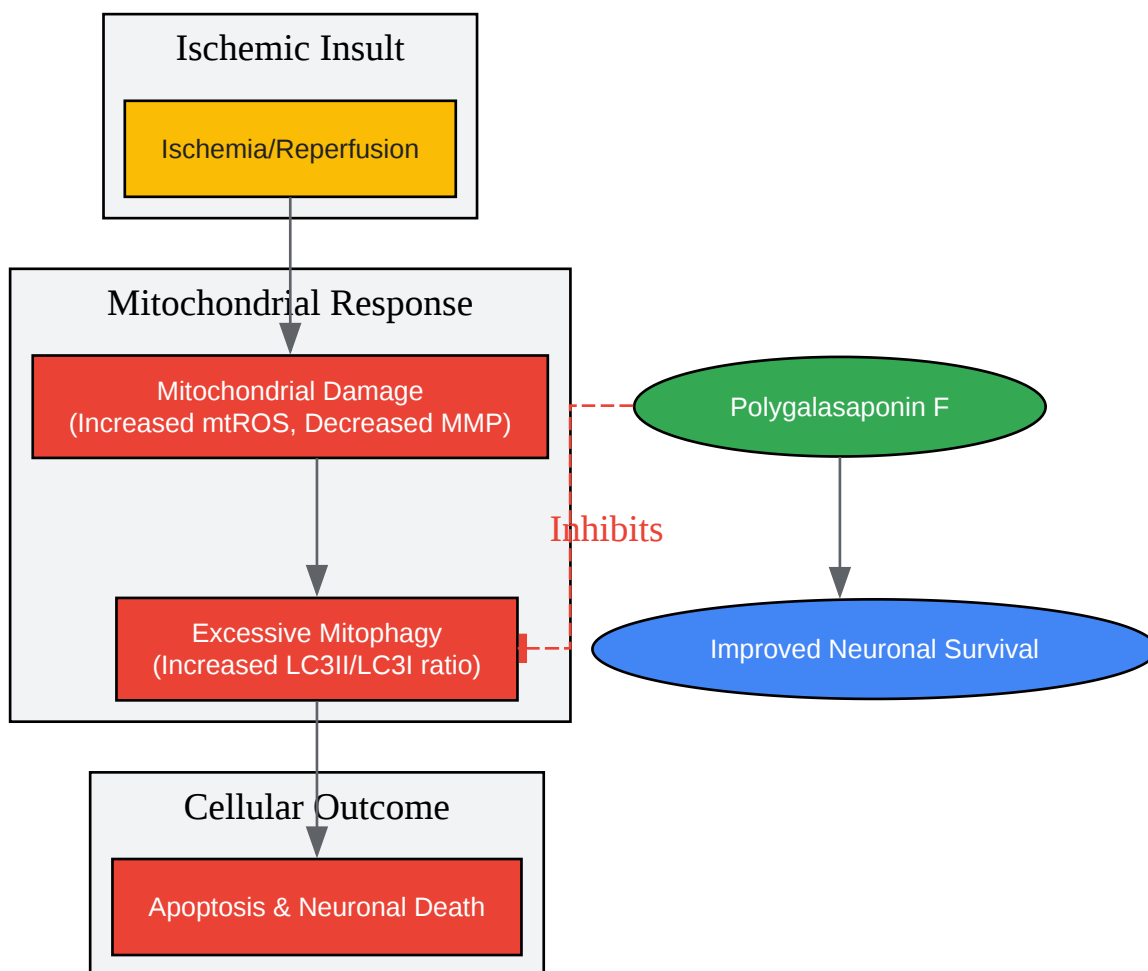 Ischemic Insult
Ischemia/Reperfusion
Mitochondrial Response
Mitochondrial Damage
(Increased mtROS, Decreased MMP)
Polygalasaponin F
Inhibits
Excessive Mitophagy
(Increased LC3II/LC3I ratio)
Improved Neuronal Survival
Cellular Outcome
Apoptosis & Neuronal Death